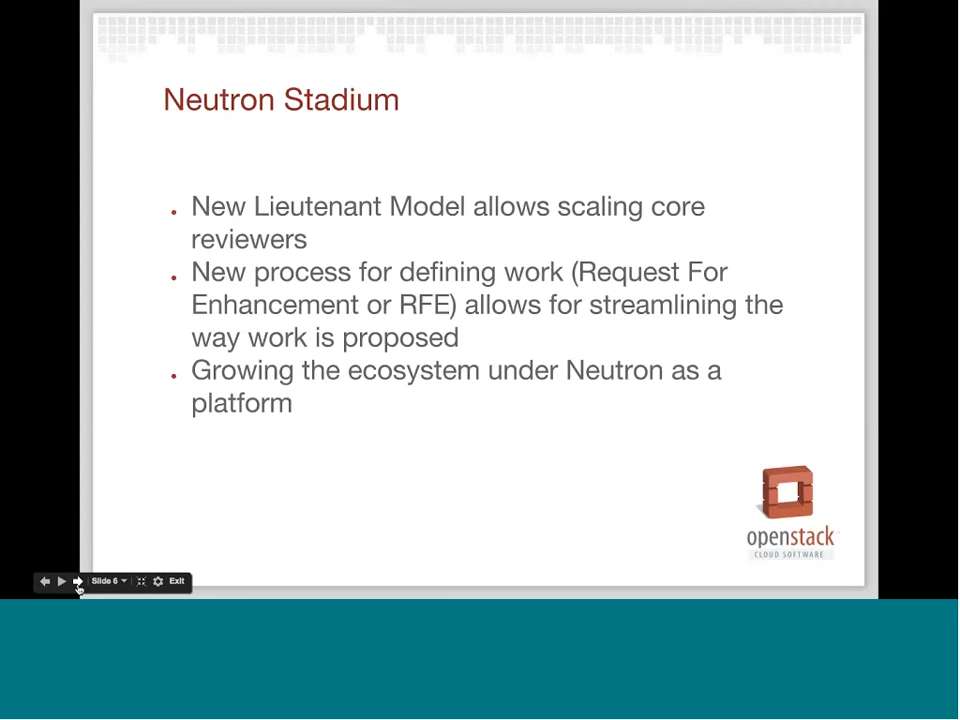 Neutron Stadium
• New Lieutenant Model allows scaling core
reviewers
• New process for defining work (Request For
Enhancement or RFE) allows for streamlining the
way work is proposed
• Growing the ecosystem under Neutron as a
platform
openstack
CLOUD SOFTWARE
Slide 6 Exit